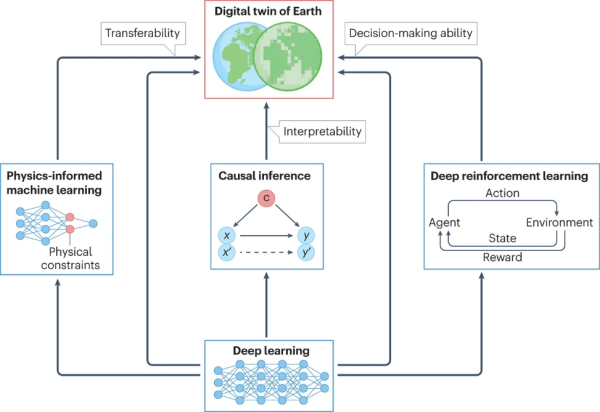 Digital twin of Earth
Transferability
Decision-making ability
Interpretability
Physics-informed
machine learning
Physical
constraints
Causal inference
C
x
y
x′
y′
Deep reinforcement learning
Action
Agent
Environment
State
Reward
Deep learning